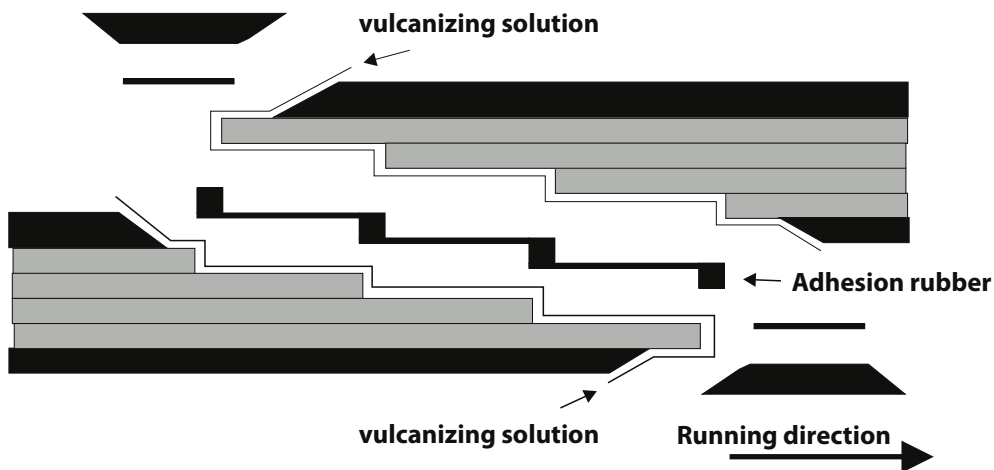 vulcanizing solution
Adhesion rubber
vulcanizing solution
Running direction